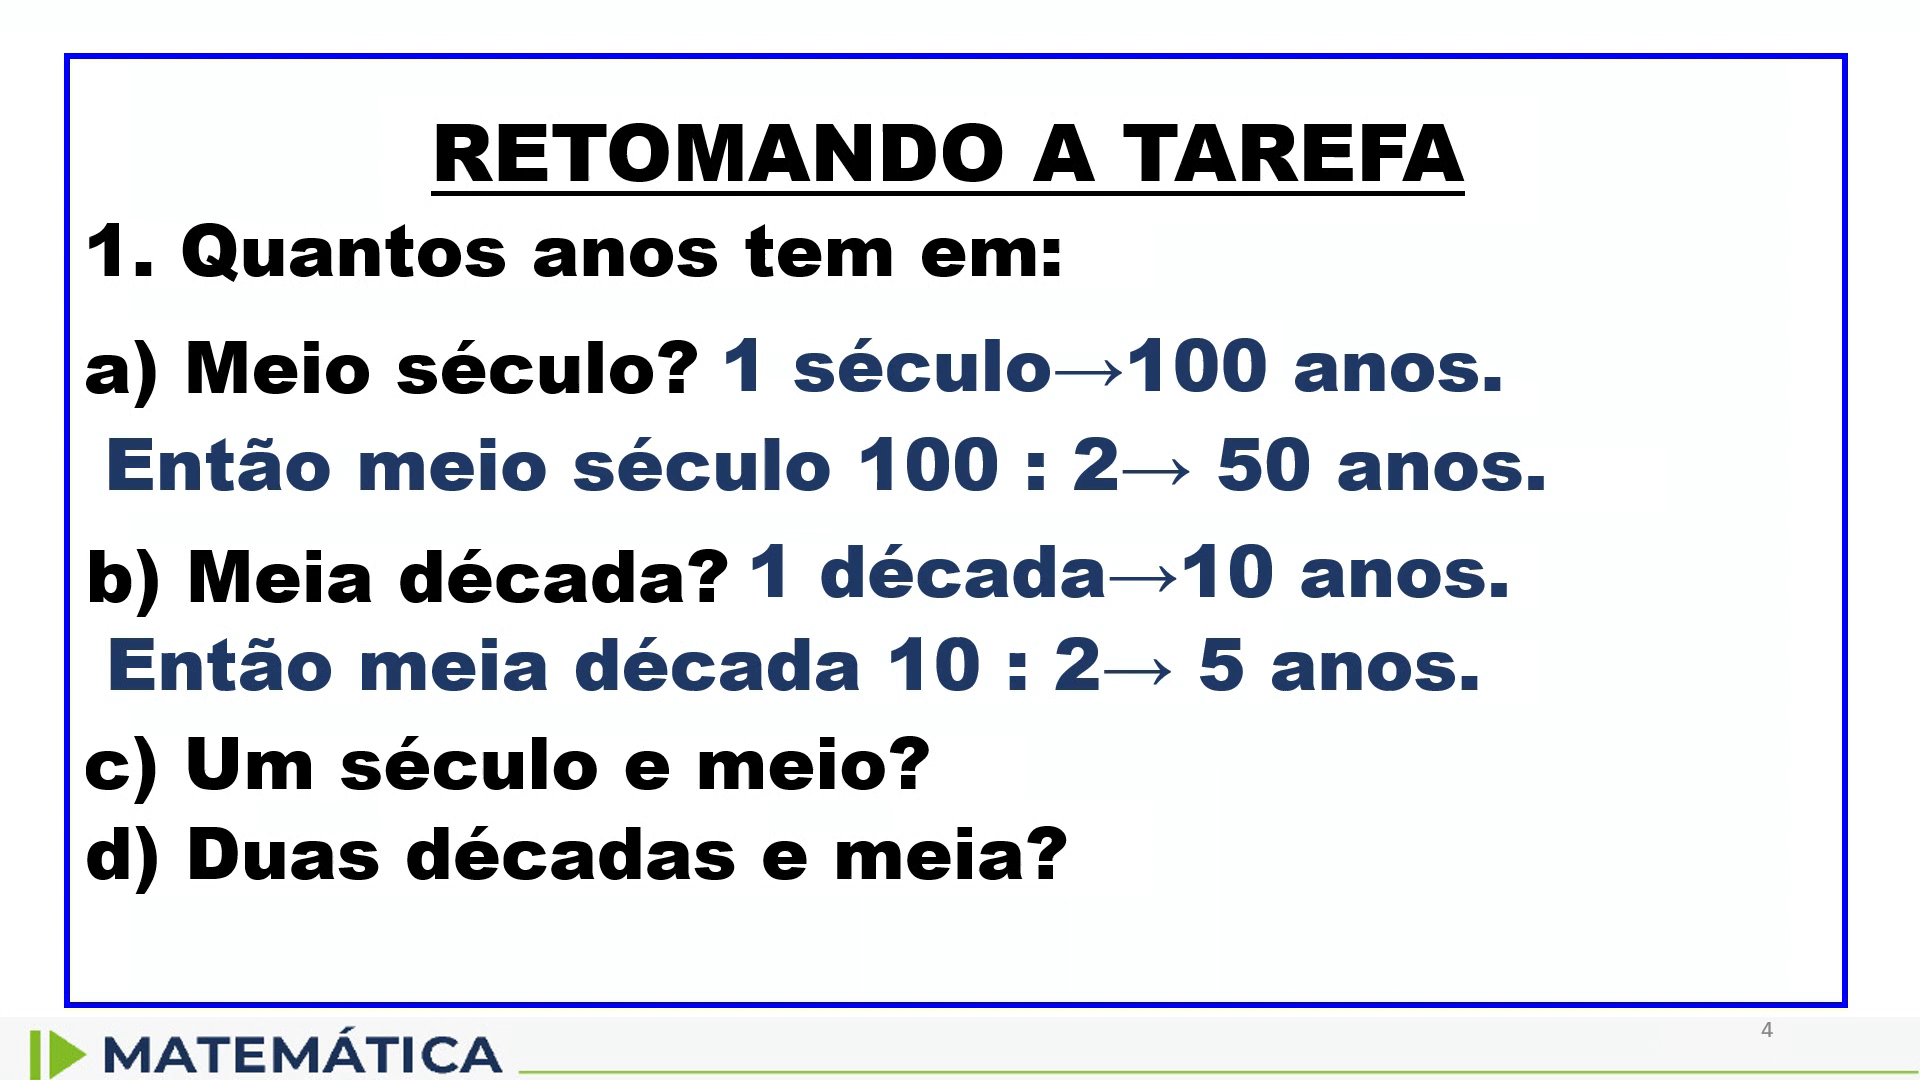 RETOMANDO A TAREFA
1. Quantos anos tem em:
a) Meio século? 1 século→100 anos.
Então meio século 100 : 2→ 50 anos.
b) Meia década? 1 década→10 anos.
Então meia década 10 : 2→ 5 anos.
c) Um século e meio?
d) Duas décadas e meia?
4
MATEMÁTICA